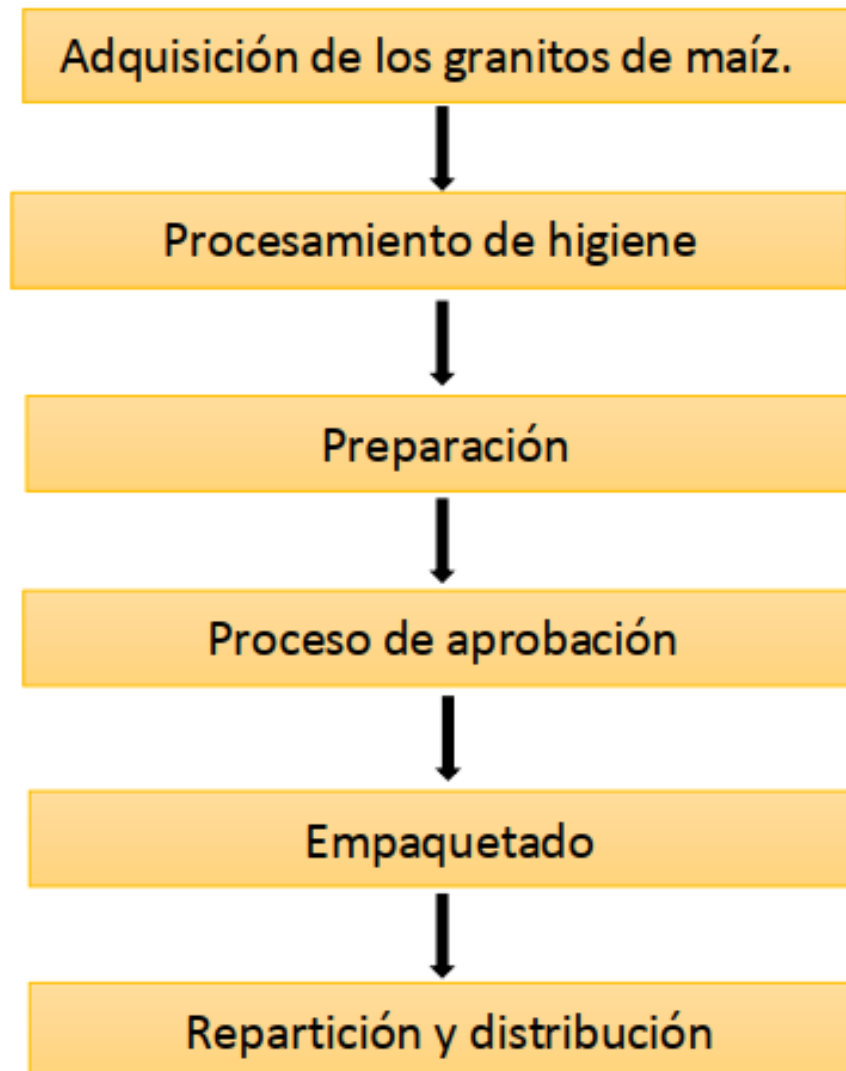 Adquisición de los granitos de maíz.
Procesamiento de higiene
Preparación
Proceso de aprobación
Empaquetado
Repartición y distribución